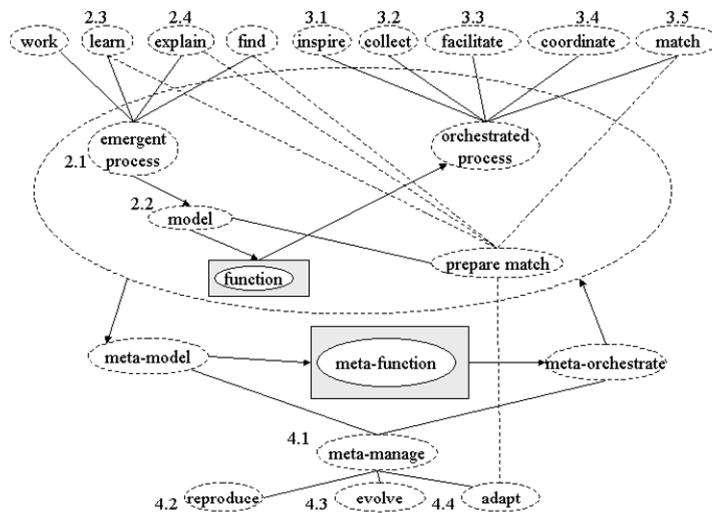 2.3 2.4 3.1 3.2 3.3 3.4 3.5
work learn explain find inspire collect facilitate coordinate match
emergent
process
orchestrated
process
2.1
2.2
model
function
prepare match
meta-model
meta-function
meta-orchestrate
4.1
meta-manage
4.2 reproduce 4.3 evolve 4.4 adapt